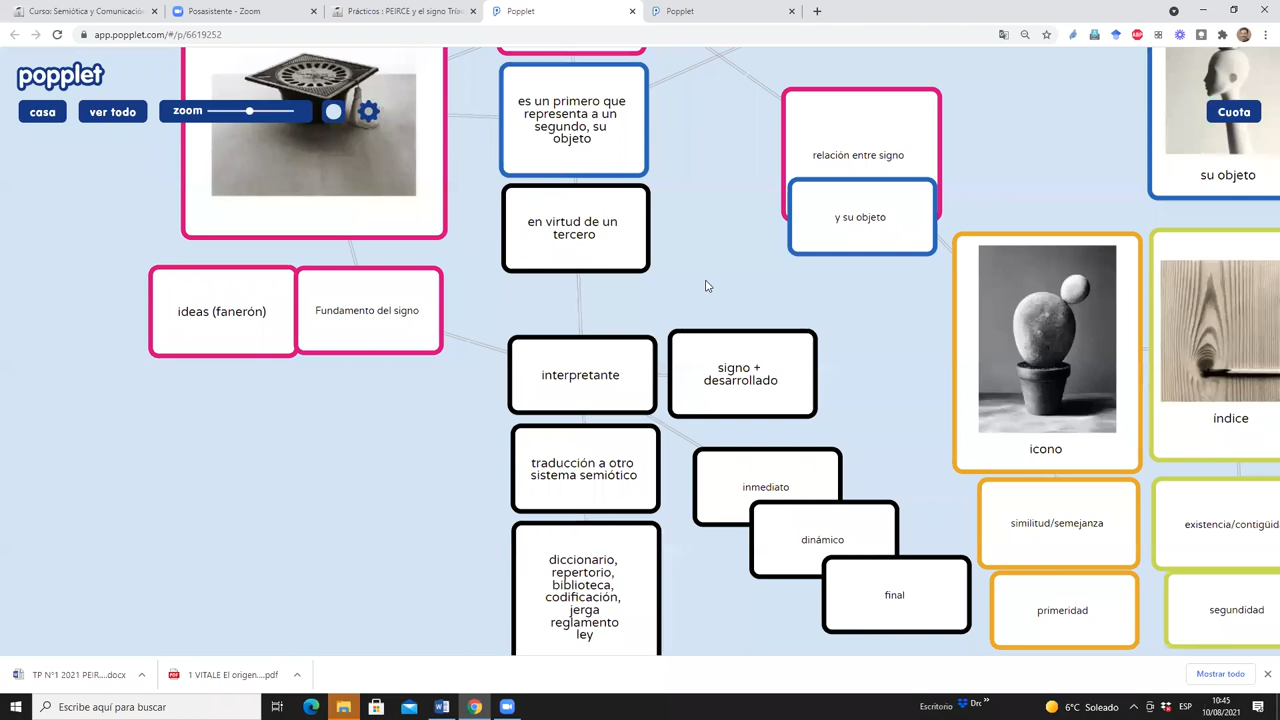 Curso: Semiótica y Comunicació
Posasistente - Zoom
Prácticos : PEIRCE y el signo Tría
Popplet
Popplet
app.popplet.com/#/p/6619252
popplet
casa
ver todo
zoom
Cuota
es un primero que
representa a un
segundo, su
objeto
en virtud de un
tercero
relación entre signo
y su objeto
su objeto
ideas (fanerón)
Fundamento del signo
interpretante
signo +
desarrollado
traducción a otro
sistema semiótico
inmediato
dinámico
final
diccionario,
repertorio,
biblioteca,
codificación,
jerga
reglamento
ley
icono
índice
similitud/semejanza
existencia/contigüida
primeridad
segundidad
TP N°1 2021 PEIR....docx
1 VITALE El origen....pdf
Mostrar todo
Escribe aquí para buscar
Escritorio
6°C Soleado
ESP
10:45
10/08/2021